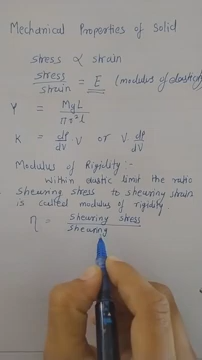 Mechanical Properties of Solid
stress ∝ strain
stress / strain = E (modulus of elasticity
Y = MgL / πr²l
K = dP/dV . V or V. dP/dV
Modulus of Rigidity :-
within elastic limit the ratio
shearing stress to shearing strain
is called modulus of rigidity.
η = Shearing stress / Shearing